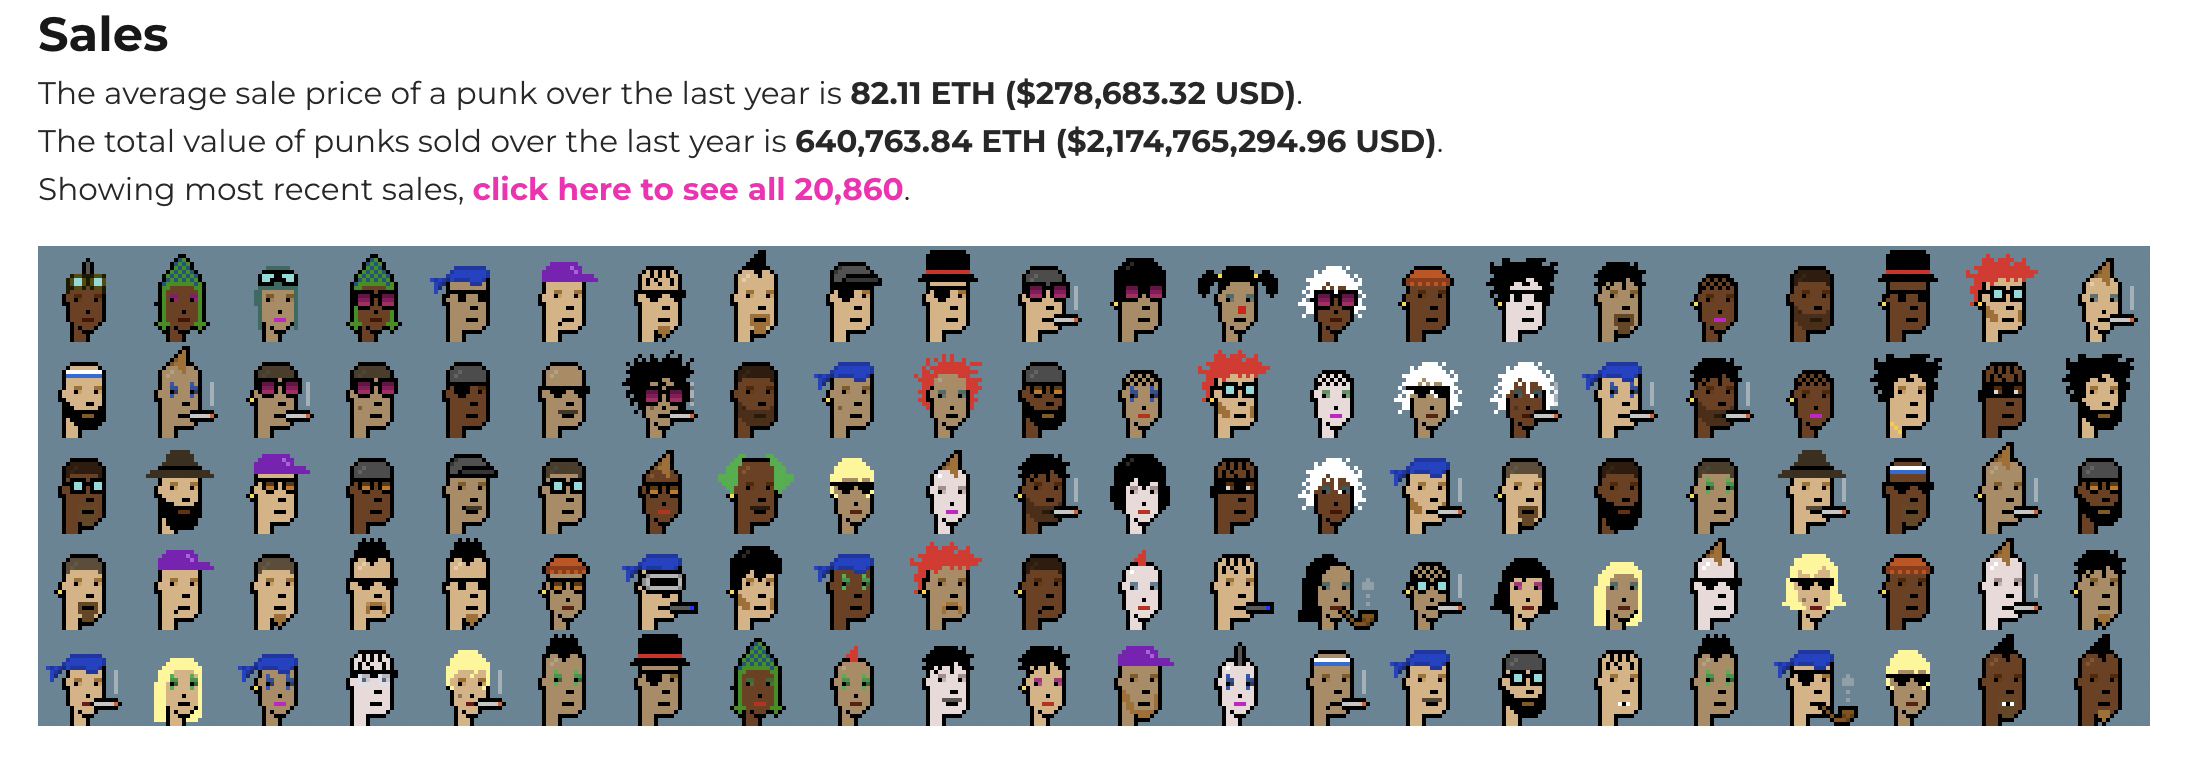 Sales
The average sale price of a punk over the last year is 82.11 ETH ($278,683.32 USD).
The total value of punks sold over the last year is 640,763.84 ETH ($2,174,765,294.96 USD).
Showing most recent sales, click here to see all 20,860.